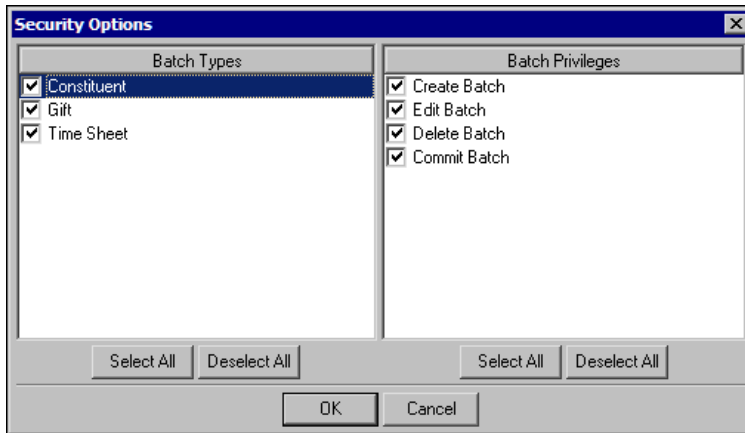 Security Options
Batch Types
Batch Privileges
Constituent
Gift
Time Sheet
Create Batch
Edit Batch
Delete Batch
Commit Batch
Select All
Deselect All
Select All
Deselect All
OK
Cancel